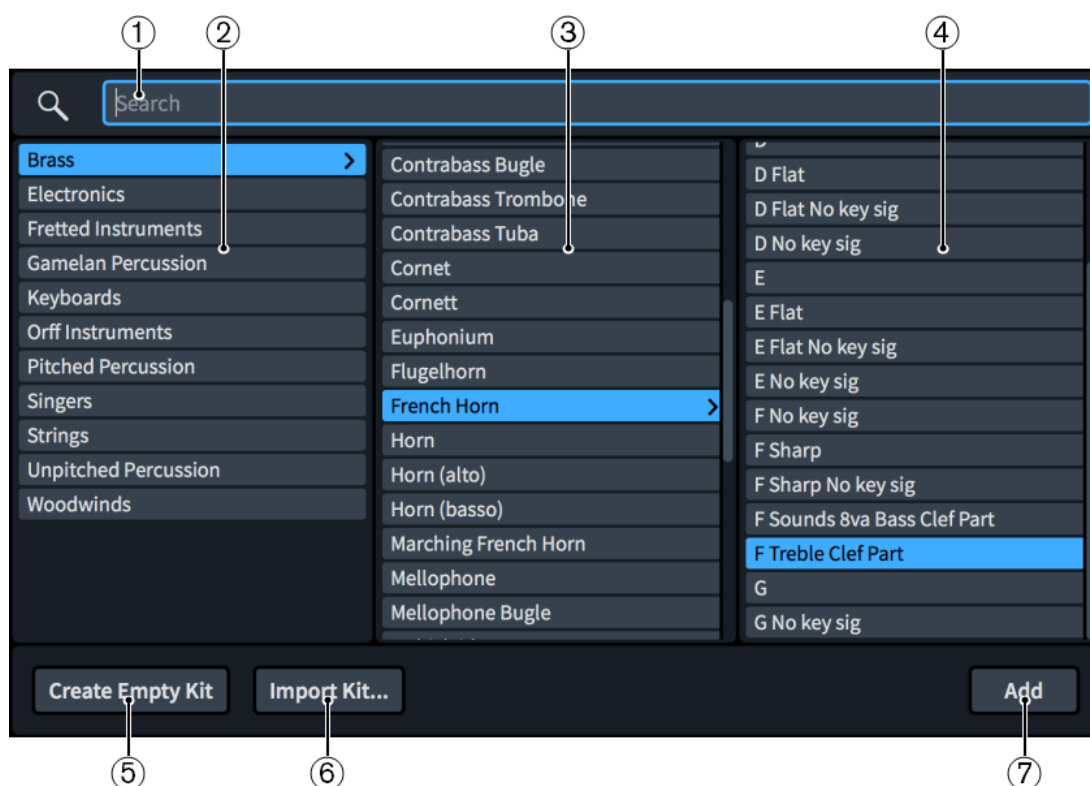 ① ② ③ ④
Search
Brass
Electronics
Fretted Instruments
Gamelan Percussion
Keyboards
Orff Instruments
Pitched Percussion
Singers
Strings
Unpitched Percussion
Woodwinds
Contrabass Bugle
Contrabass Trombone
Contrabass Tuba
Cornet
Cornett
Euphonium
Flugelhorn
French Horn
Horn
Horn (alto)
Horn (basso)
Marching French Horn
Mellophone
Mellophone Bugle
D Flat
D Flat No key sig
D No key sig
E
E Flat
E Flat No key sig
E No key sig
F No key sig
F Sharp
F Sharp No key sig
F Sounds 8va Bass Clef Part
F Treble Clef Part
G
G No key sig
Create Empty Kit
Import Kit...
Add
⑤ ⑥ ⑦